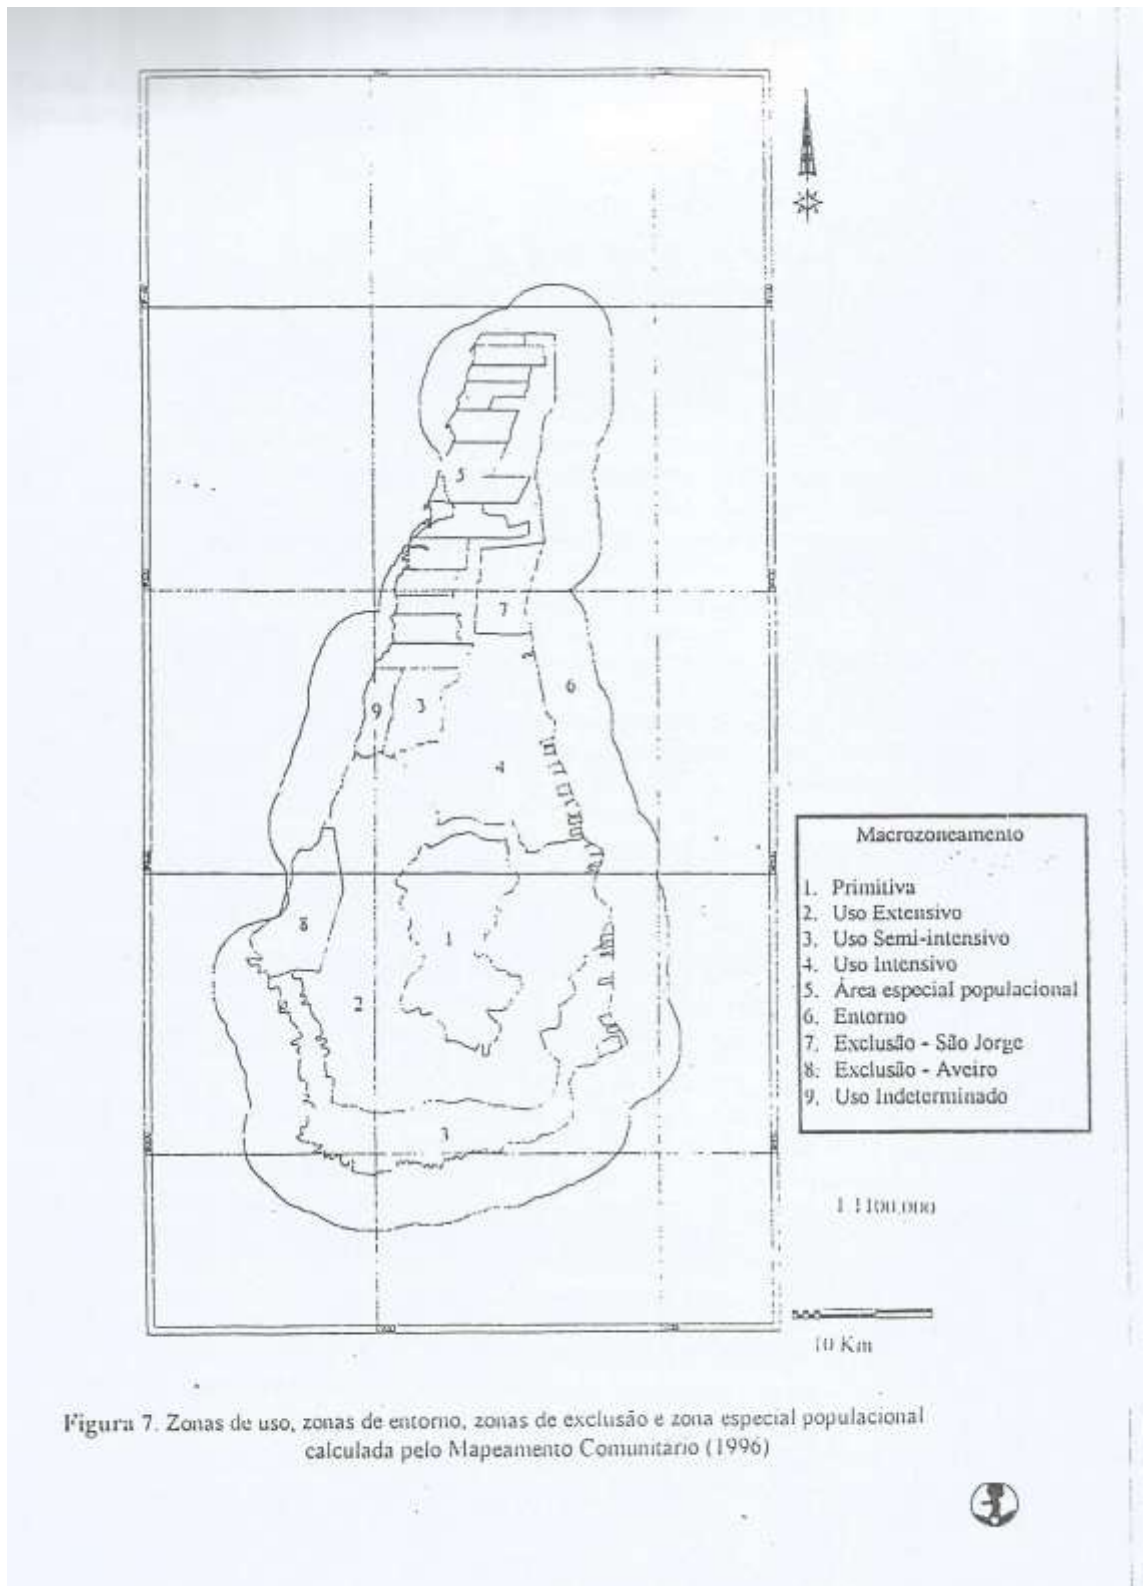 5
7
6
9
3
4
8
1
2
3
Macrozoneamento
1. Primitiva
2. Uso Extensivo
3. Uso Semi-intensivo
4. Uso Intensivo
5. Área especial populacional
6. Entorno
7. Exclusão - São Jorge
8. Exclusão - Aveiro
9. Uso Indeterminado
1 1100.000
10 Km
Figura 7. Zonas de uso, zonas de entorno, zonas de exclusão e zona especial populacional
calculada pelo Mapeamento Comunitário (1996)